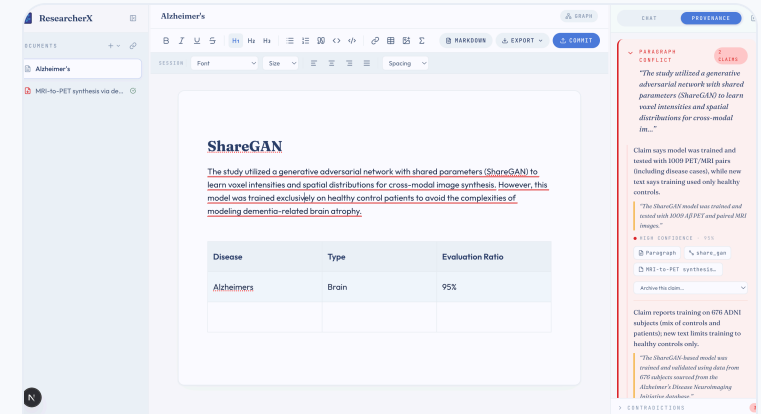 ResearcherX
DOCUMENTS
Alzheimer's
MRI-to-PET synthesis via de...
Alzheimer's
GRAPH
B I U S H1 H2 H3 Σ MARKDOWN EXPORT COMMIT
SESSION Font Size Spacing
ShareGAN
The study utilized a generative adversarial network with shared parameters (ShareGAN) to
learn voxel intensities and spatial distributions for cross-modal image synthesis. However, this
model was trained exclusively on healthy control patients to avoid the complexities of
modeling dementia-related brain atrophy.
Disease Type Evaluation Ratio
Alzheimers Brain 95%
N
CHAT PROVENANCE
PARAGRAPH
CONFLICT
2
CLAIMS
"The study utilized a generative
adversarial network with shared
parameters (ShareGAN) to learn
voxel intensities and spatial
distributions for cross-modal
im..."
Claim says model was trained and
tested with 1009 PET/MRI pairs
(including disease cases), while new
text says training used only healthy
controls.
"The ShareGAN model was trained and
tested with 1009 Aβ PET and paired MRI
images."
HIGH CONFIDENCE
Paragraph share_gan
MRI-to-PET synthesis…
Archive this claim...
Claim reports training on 676 ADNI
subjects (mix of controls and
patients); new text limits training to
healthy controls only.
"The ShareGAN-based model was
trained and validated using data from
676 subjects sourced from the
Alzheimer's Disease Neuroimaging
Initiative database."
CONTRADICTIONS